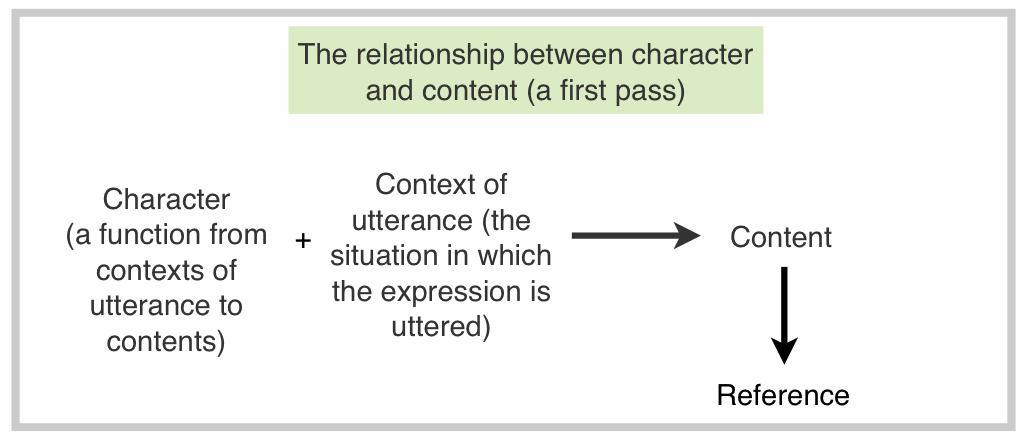 The relationship between character
and content (a first pass)
Character
(a function from
contexts of
utterance to
contents)
+
Context of
utterance (the
situation in which
the expression is
uttered)
Content
Reference